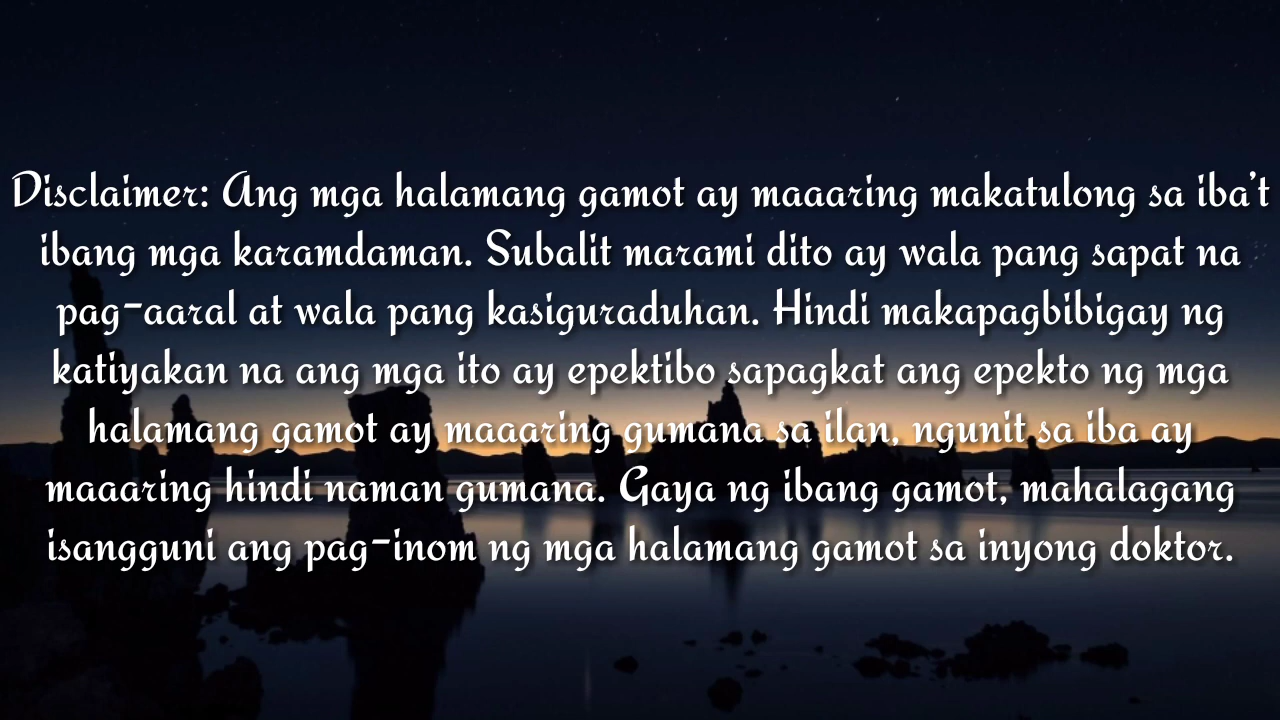 Disclaimer: Ang mga halamang gamot ay maaaring makatulong sa iba't
ibang mga karamdaman. Subalit marami dito ay wala pang sapat na
pag-aaral at wala pang kasiguraduhan. Hindi makapagbibigay ng
katiyakan na ang mga ito ay epektibo sapagkat ang epekto ng mga
halamang gamot ay maaaring gumana sa ilan, ngunit sa iba ay
maaaring hindi naman gumana. Gaya ng ibang gamot, mahalagang
isangguni ang pag-inom ng mga halamang gamot sa inyong doktor.